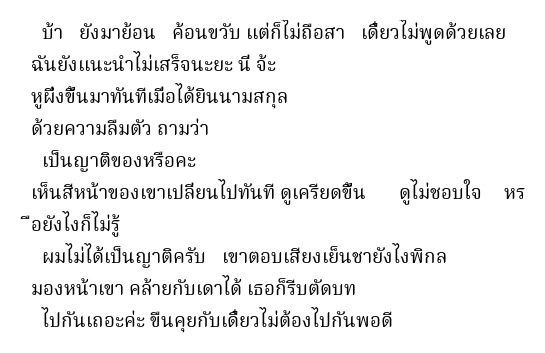 บ้า ยังมาย้อน ค้อนขวับ แต่ก็ไม่ถือสา เดี๋ยวไม่พูดด้วยเลย
ฉันยังแนะนำไม่เสร็จนะยะ นี่ จ้ะ
หูผึ่งขึ้นมาทันทีเมื่อได้ยินนามสกุล
ด้วยความลืมตัว ถามว่า
เป็นญาติของหรือคะ
เห็นสีหน้าของเขาเปลี่ยนไปทันที ดูเครียดขึ้น ดูไม่ชอบใจ หร
ือยังไงก็ไม่รู้
ผมไม่ได้เป็นญาติครับ เขาตอบเสียงเย็นชายังไงพิกล
มองหน้าเขา คล้ายกับเดาได้ เธอก็รีบตัดบท
ไปกันเถอะค่ะ ขืนคุยกับเดี๋ยวไม่ต้องไปกันพอดี